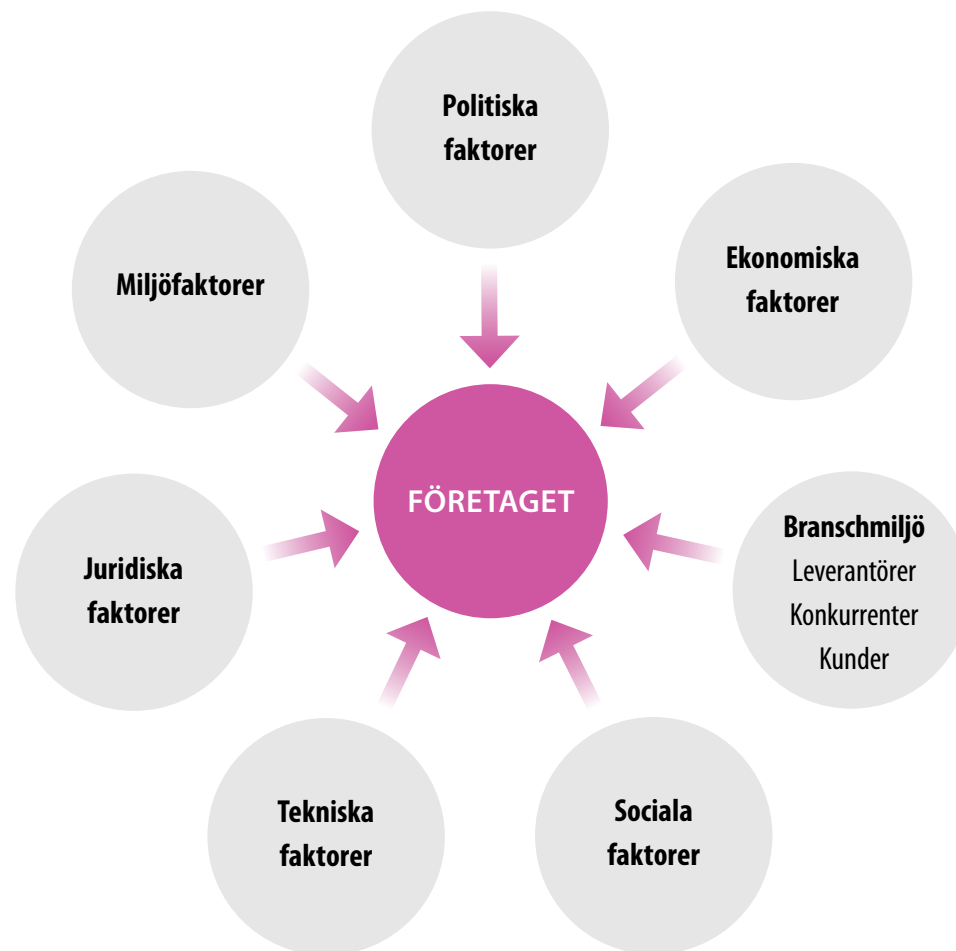 Politiska
faktorer
Ekonomiska
faktorer
Miljöfaktorer
FÖRETAGET
Branschmiljö
Leverantörer
Konkurrenter
Kunder
Juridiska
faktorer
Tekniska
faktorer
Sociala
faktorer